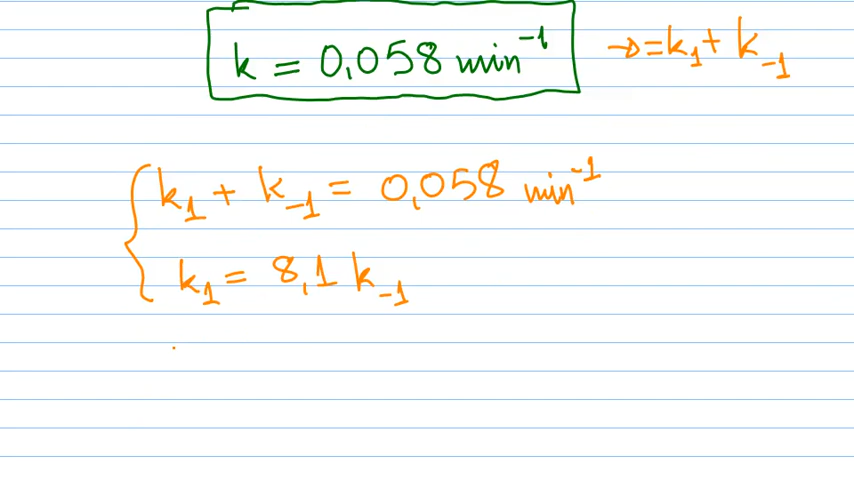 k = 0,058 min⁻¹ → = k₁ + k₋₁
k₁ + k₋₁ = 0,058 min⁻¹
k₁ = 8,1 k₋₁